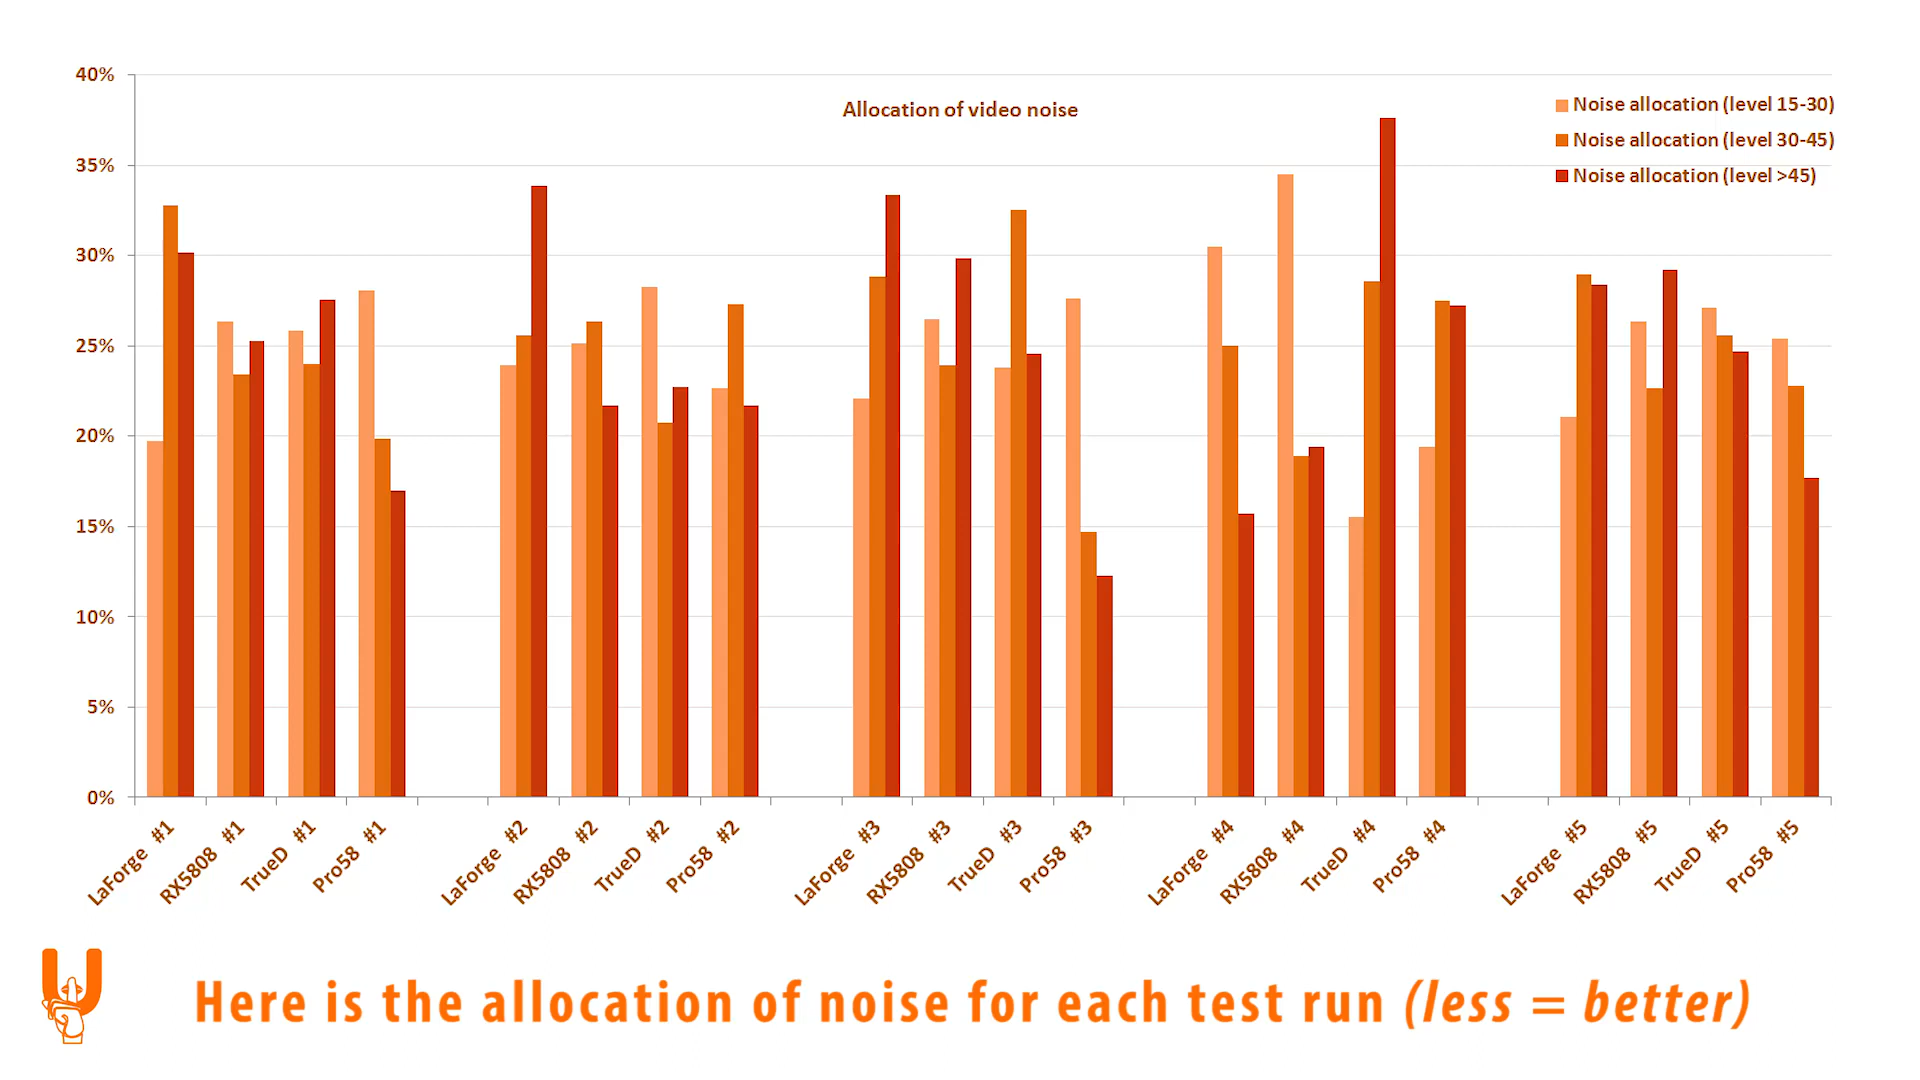 Allocation of video noise
Noise allocation (level 15-30)
Noise allocation (level 30-45)
Noise allocation (level >45)
40%
35%
30%
25%
20%
15%
10%
5%
0%
LaForge #1
RX5808 #1
TrueD #1
Pro58 #1
LaForge #2
RX5808 #2
TrueD #2
Pro58 #2
LaForge #3
RX5808 #3
TrueD #3
Pro58 #3
LaForge #4
RX5808 #4
TrueD #4
Pro58 #4
LaForge #5
RX5808 #5
TrueD #5
Pro58 #5
Here is the allocation of noise for each test run (less = better)